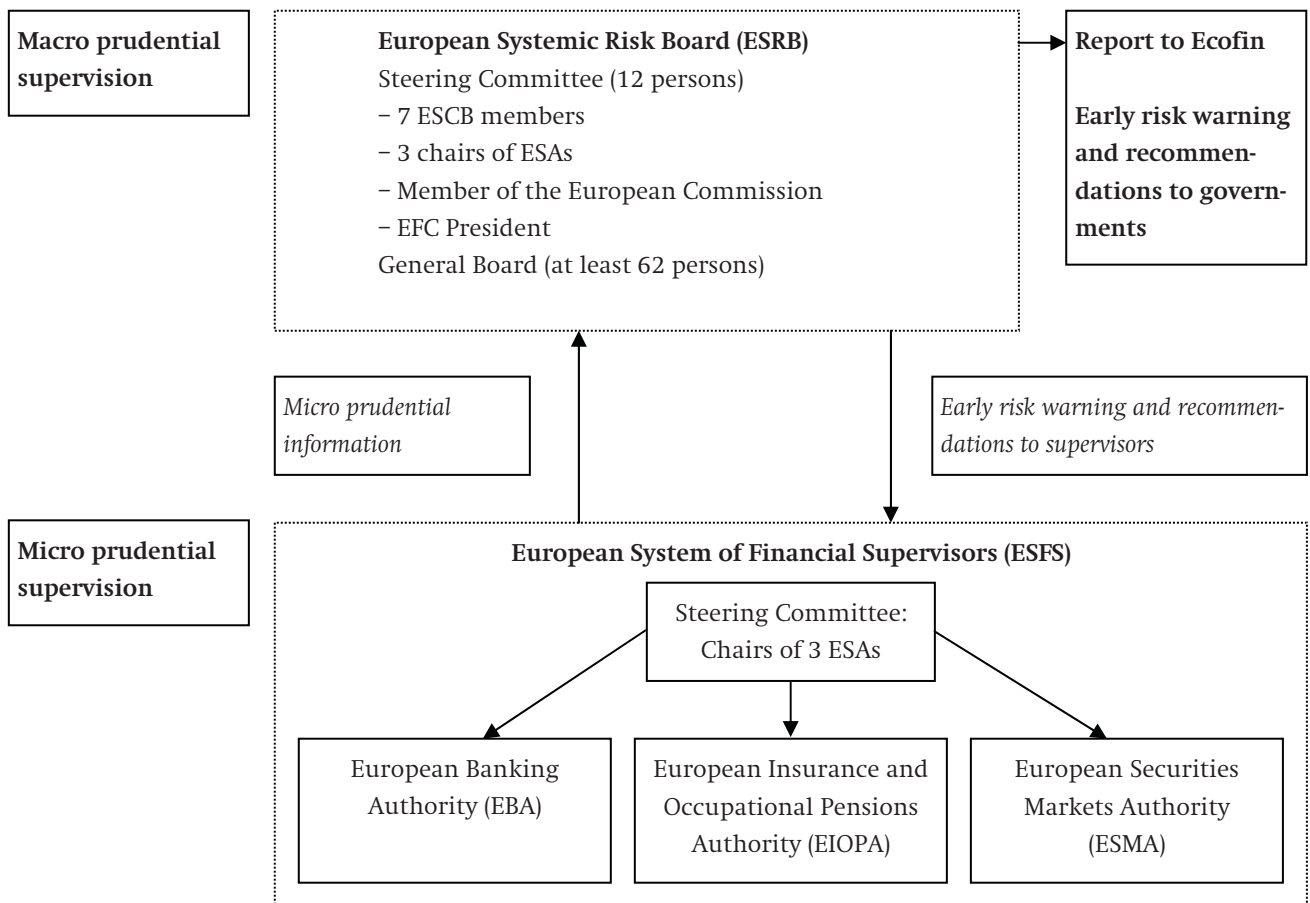 Macro prudential
supervision
European Systemic Risk Board (ESRB)
Steering Committee (12 persons)
– 7 ESCB members
– 3 chairs of ESAs
– Member of the European Commission
– EFC President
General Board (at least 62 persons)
Report to Ecofin
Early risk warning
and recommen-
dations to govern-
ments
Micro prudential
information
Early risk warning and recommen-
dations to supervisors
Micro prudential
supervision
European System of Financial Supervisors (ESFS)
Steering Committee:
Chairs of 3 ESAs
European Banking
Authority (EBA)
European Insurance and
Occupational Pensions
Authority (EIOPA)
European Securities
Markets Authority
(ESMA)